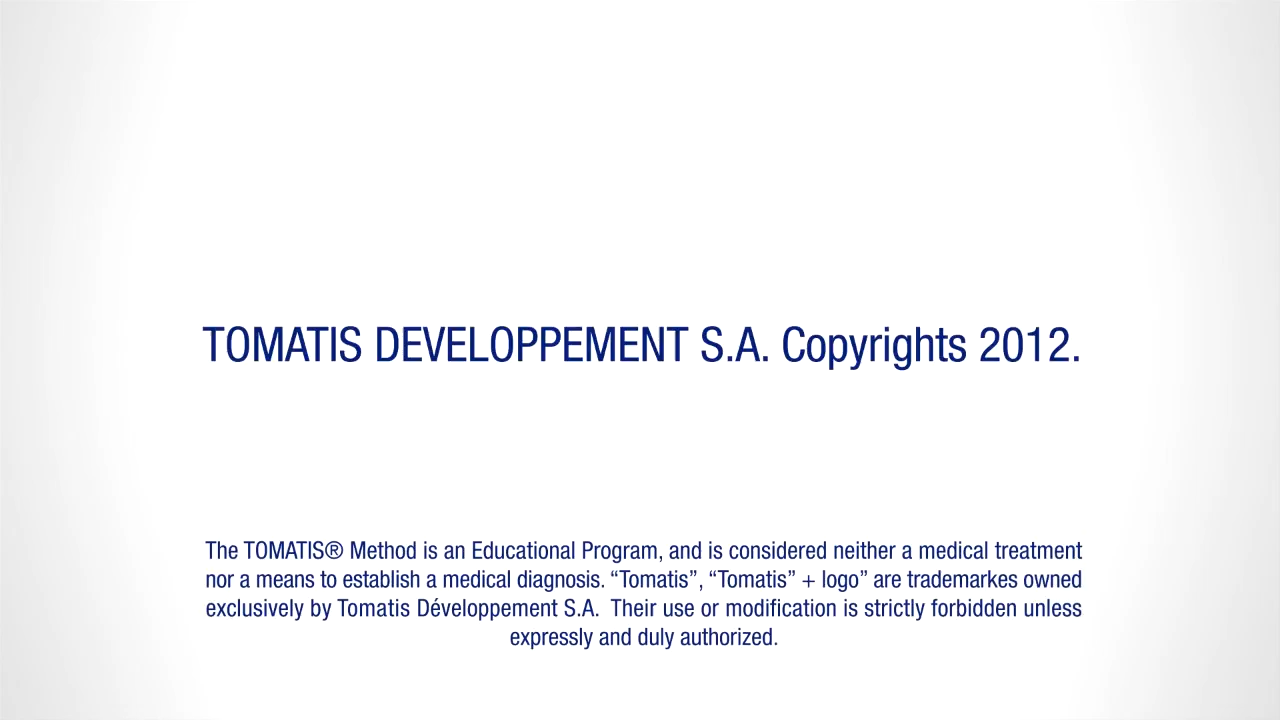 TOMATIS DEVELOPPEMENT S.A. Copyrights 2012.
The TOMATIS® Method is an Educational Program, and is considered neither a medical treatment
nor a means to establish a medical diagnosis. “Tomatis”, “Tomatis” + logo” are trademarkes owned
exclusively by Tomatis Développement S.A.  Their use or modification is strictly forbidden unless
expressly and duly authorized.